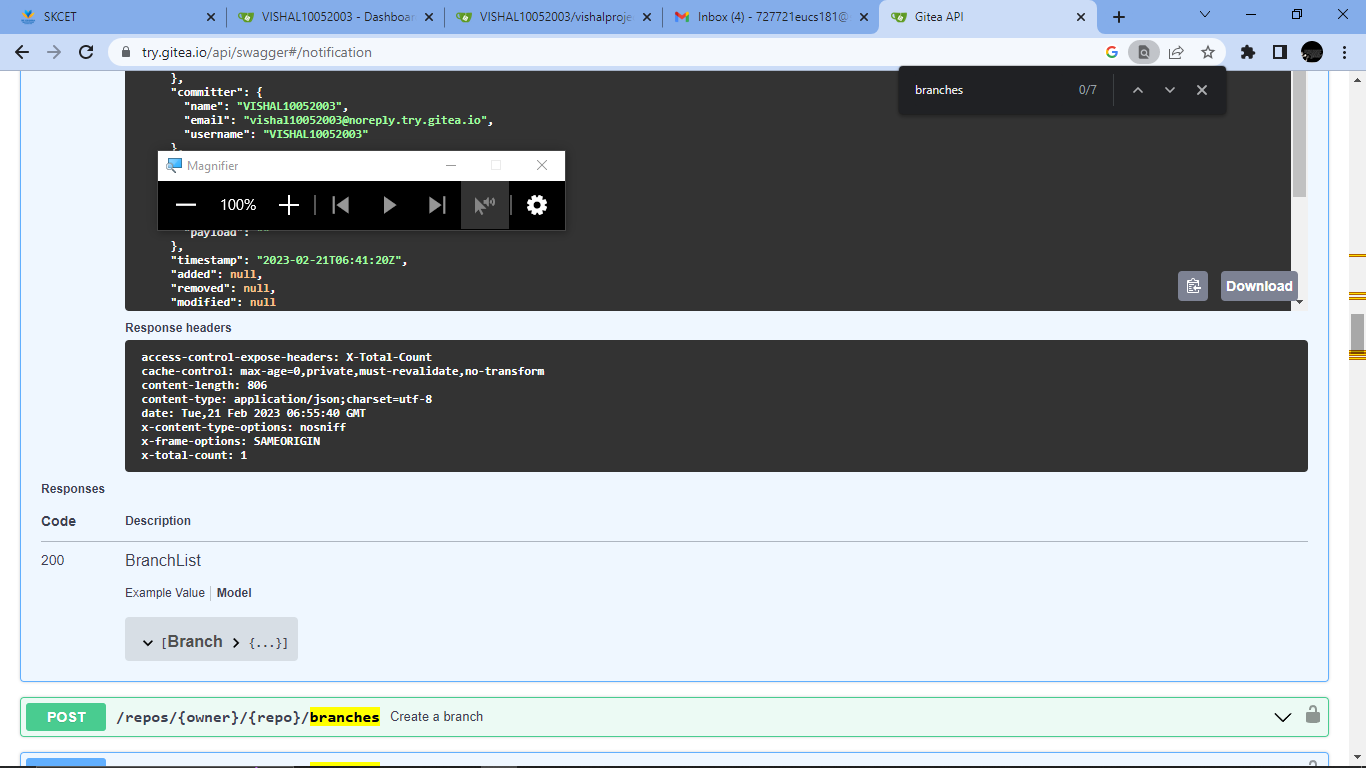 SKCET
VISHAL10052003 - Dashboar
VISHAL10052003/vishalproje
Inbox (4) - 727721eucs181@
Gitea API
try.gitea.io/api/swagger#/notification
branches 0/7
},
"committer": {
"name": "VISHAL10052003",
"email": "vishal10052003@noreply.try.gitea.io",
"username": "VISHAL10052003"
},
Magnifier
100%
"payload": ""
},
"timestamp": "2023-02-21T06:41:20Z",
"added": null,
"removed": null,
"modified": null
Download
Response headers
access-control-expose-headers: X-Total-Count
cache-control: max-age=0,private,must-revalidate,no-transform
content-length: 806
content-type: application/json;charset=utf-8
date: Tue,21 Feb 2023 06:55:40 GMT
x-content-type-options: nosniff
x-frame-options: SAMEORIGIN
x-total-count: 1
Responses
Code Description
200 BranchList
Example Value Model
[Branch > {...}]
POST /repos/{owner}/{repo}/branches Create a branch